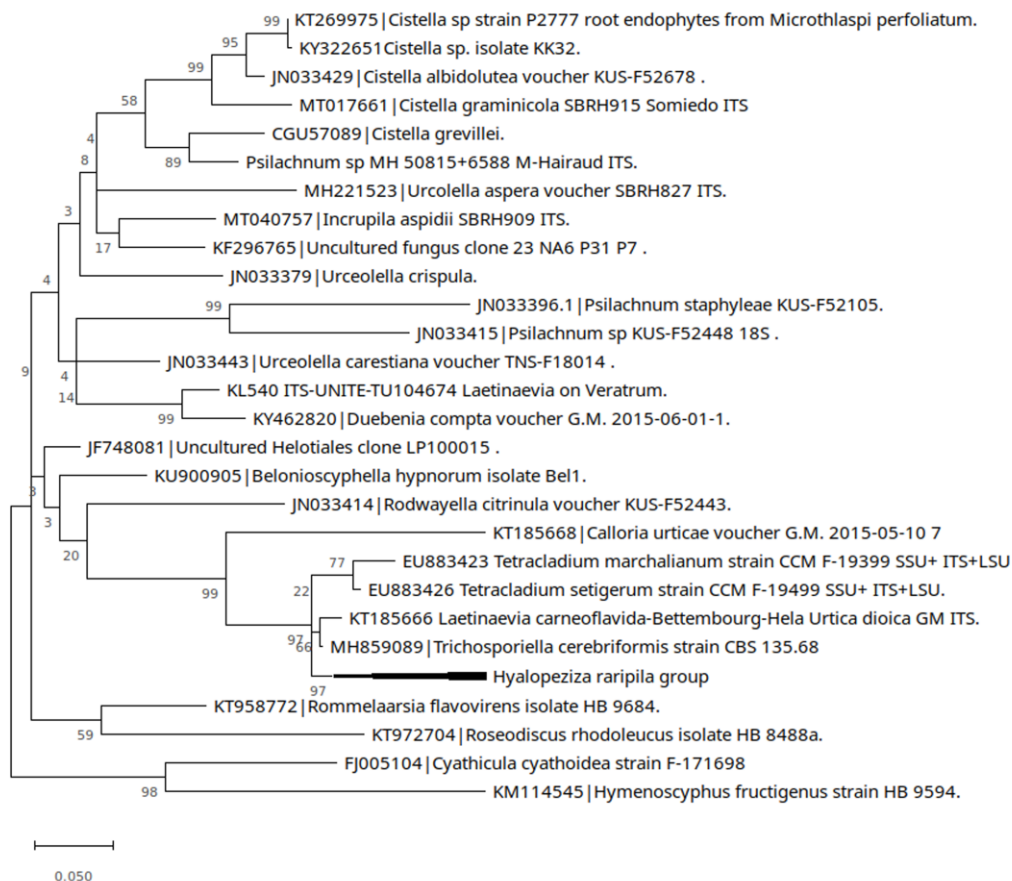 99 KT269975|Cistella sp strain P2777 root endophytes from Microthlaspi perfoliatum.
95 KY322651Cistella sp. isolate KK32.
99 JN033429|Cistella albidolutea voucher KUS-F52678 .
58 MT017661|Cistella graminicola SBRH915 Somiedo ITS
4 CGU57089|Cistella grevillei.
8 89 Psilachnum sp MH 50815+6588 M-Hairaud ITS.
MH221523|Urcolella aspera voucher SBRH827 ITS.
3 MT040757|Incrupila aspidii SBRH909 ITS.
17 KF296765|Uncultured fungus clone 23 NA6 P31 P7 .
4 JN033379|Urceolella crispula.
99 JN033396.1|Psilachnum staphyleae KUS-F52105.
JN033415|Psilachnum sp KUS-F52448 18S .
9 JN033443|Urceolella carestiana voucher TNS-F18014 .
4
14 KL540 ITS-UNITE-TU104674 Laetinaevia on Veratrum.
99 KY462820|Duebenia compta voucher G.M. 2015-06-01-1.
JF748081|Uncultured Helotiales clone LP100015 .
KU900905|Belonioscyphella hypnorum isolate Bel1.
3
JN033414|Rodwayella citrinula voucher KUS-F52443.
3
KT185668|Calloria urticae voucher G.M. 2015-05-10 7
20 77 EU883423 Tetracladium marchalianum strain CCM F-19399 SSU+ ITS+LSU
99 22 EU883426 Tetracladium setigerum strain CCM F-19499 SSU+ ITS+LSU.
KT185666 Laetinaevia carneoflavida-Bettembourg-Hela Urtica dioica GM ITS.
97 66 MH859089|Trichosporiella cerebriformis strain CBS 135.68
97 Hyalopeziza raripila group
KT958772|Rommelaarsia flavovirens isolate HB 9684.
59 KT972704|Roseodiscus rhodoleucus isolate HB 8488a.
FJ005104|Cyathicula cyathoidea strain F-171698
98 KM114545|Hymenoscyphus fructigenus strain HB 9594.
0.050